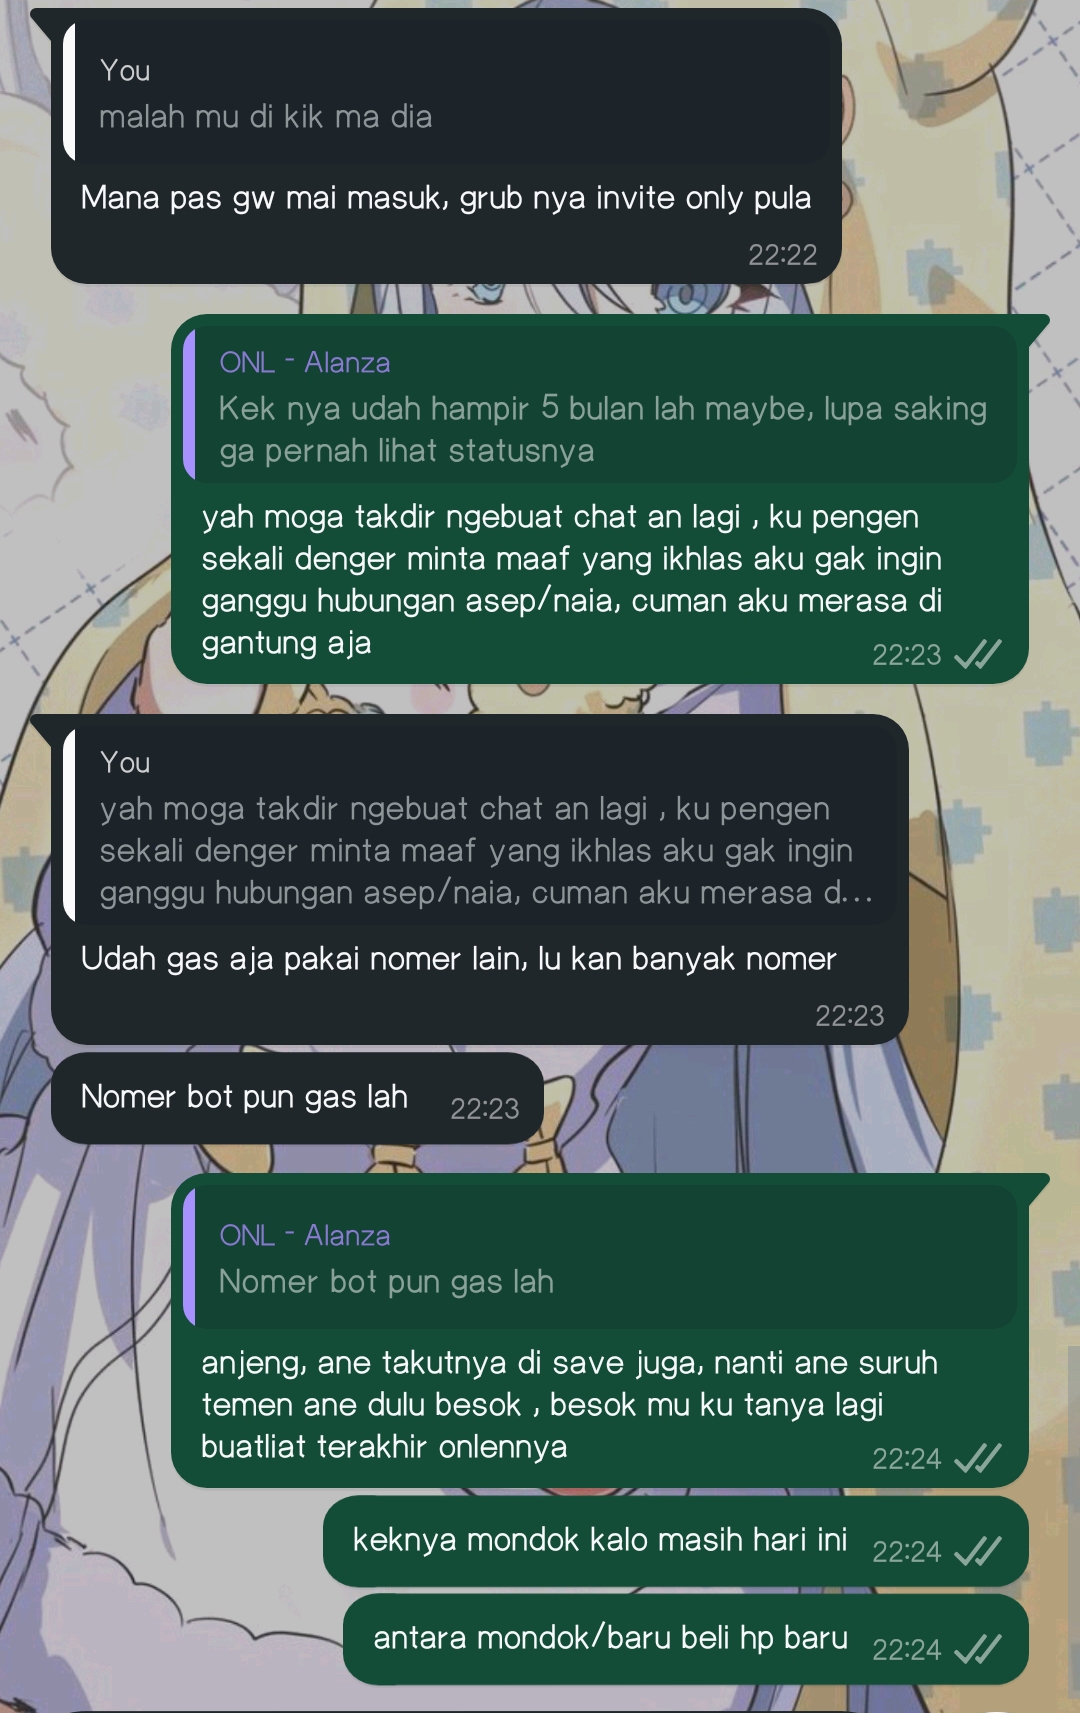 You
malah mu di kik ma dia
Mana pas gw mai masuk, grub nya invite only pula
22:22
ONL - Alanza
Kek nya udah hampir 5 bulan lah maybe, lupa saking
ga pernah lihat statusnya
yah moga takdir ngebuat chat an lagi , ku pengen
sekali denger minta maaf yang ikhlas aku gak ingin
ganggu hubungan asep/naia, cuman aku merasa di
gantung aja
22:23
You
yah moga takdir ngebuat chat an lagi , ku pengen
sekali denger minta maaf yang ikhlas aku gak ingin
ganggu hubungan asep/naia, cuman aku merasa d...
Udah gas aja pakai nomer lain, lu kan banyak nomer
22:23
Nomer bot pun gas lah 22:23
ONL - Alanza
Nomer bot pun gas lah
anjeng, ane takutnya di save juga, nanti ane suruh
temen ane dulu besok , besok mu ku tanya lagi
buatliat terakhir onlennya
22:24
keknya mondok kalo masih hari ini 22:24
antara mondok/baru beli hp baru 22:24